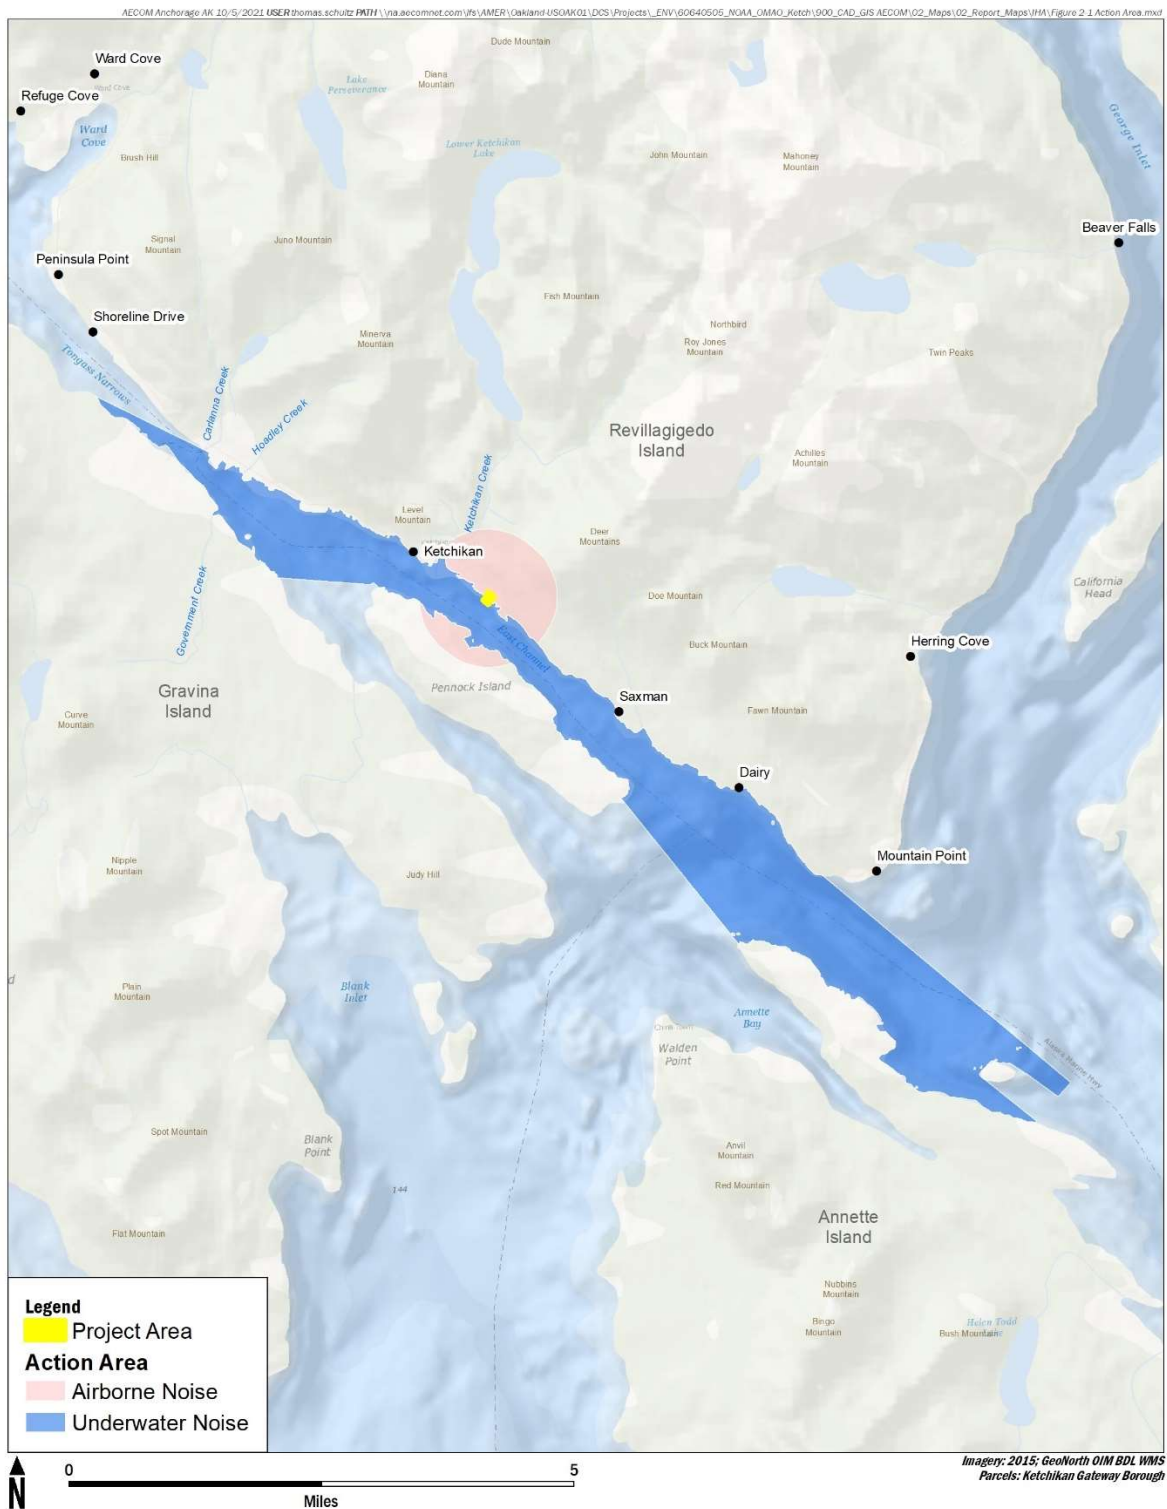 AECOM Anchorage AK 10/5/2021 USER thomas.schultz PATH \\na.aecomnet.com\lfs\AMER\Oakland-USOAK01\DCS\Projects\_ENV\60640505_NOAA_OMAO_Ketch\900_CAD_GIS AECOM\02_Maps\02_Report_Maps\IHA\Figure 2-1 Action Area.mxd
Dude Mountain
Ward Cove
Diana
Mountain
Lake
Perseverance
Refuge Cove
George Inlet
Ward
Cove
Lower Ketchikan
Lake
Brush Hill
John Mountain
Mahoney
Mountain
Beaver Falls
Signal
Mountain
Juno Mountain
Peninsula Point
Fish Mountain
Shoreline Drive
Northbird
Minerva
Mountain
Roy Jones
Mountain
Twin Peaks
Tongass Narrows
Carlanna Creek
Hoadley Creek
Revillagigedo
Island
Achilles
Mountain
Ketchikan Creek
Level
Mountain
Deer
Mountains
Ketchikan
California
Head
Doe Mountain
Government Creek
East Channel
Buck Mountain
Herring Cove
Pennock Island
Gravina
Island
Saxman
Curve
Mountain
Fawn Mountain
Dairy
Mountain Point
Nipple
Mountain
Judy Hill
d
Plain
Mountain
Blank
Inlet
Annette
Bay
Walden
Point
Alaska Marine Hwy
Spot Mountain
Blank
Point
Anvil
Mountain
Red Mountain
144
Annette
Island
Flat Mountain
Nubbins
Mountain
Bingo
Mountain
Helen Todd
Bush Mountain
Legend
Project Area
Action Area
Airborne Noise
Underwater Noise
N
0 5
Miles
Imagery: 2015; GeoNorth OIM BDL WMS
Parcels: Ketchikan Gateway Borough